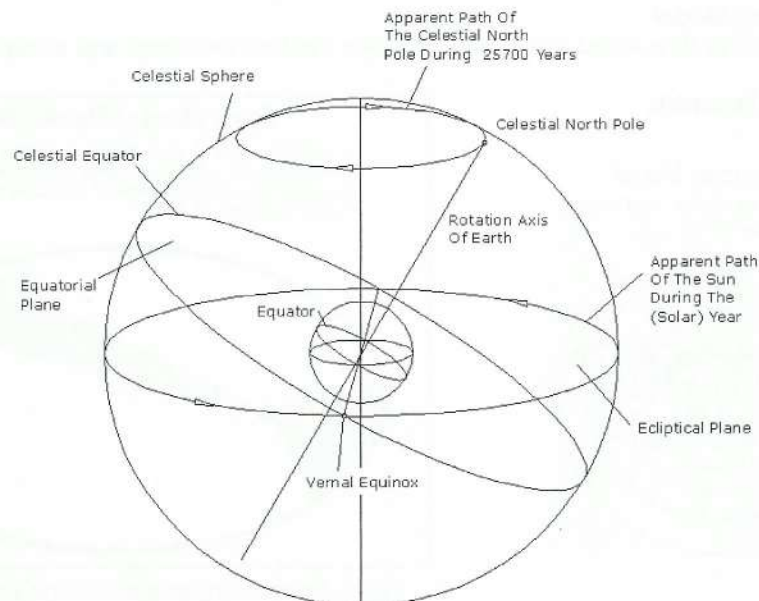 Apparent Path Of
The Celestial North
Pole During 25700 Years
Celestial Sphere
Celestial North Pole
Celestial Equator
Rotation Axis
Of Earth
Apparent Path
Of The Sun
During The
(Solar) Year
Equatorial
Plane
Equator
Ecliptical Plane
Vernal Equinox